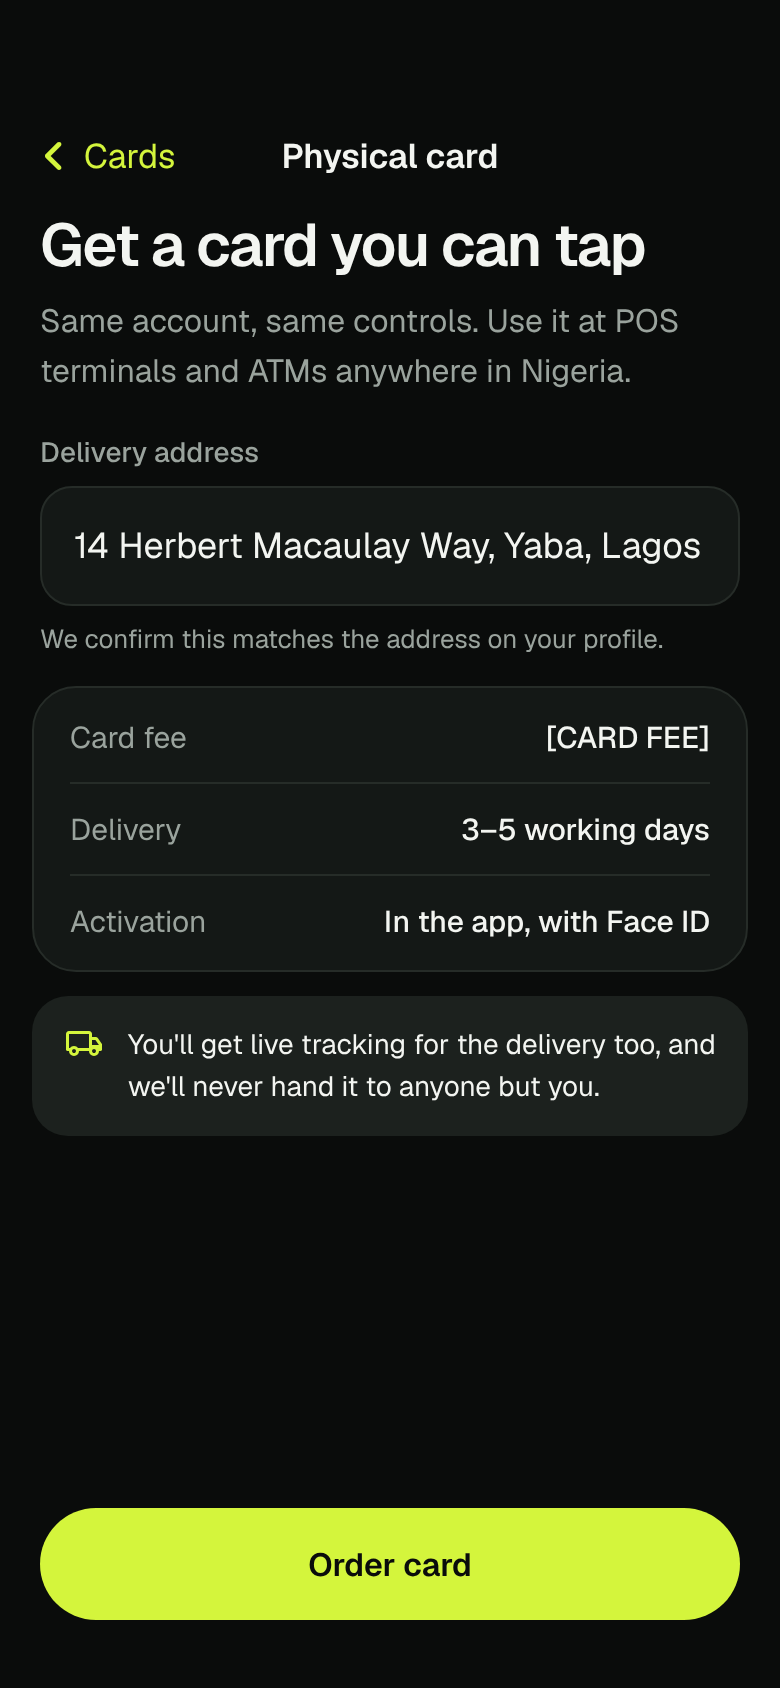 Cards
Physical card
Get a card you can tap
Same account, same controls. Use it at POS
terminals and ATMs anywhere in Nigeria.
Delivery address
14 Herbert Macaulay Way, Yaba, Lagos
We confirm this matches the address on your profile.
Card fee [CARD FEE]
Delivery 3–5 working days
Activation In the app, with Face ID
You'll get live tracking for the delivery too, and
we'll never hand it to anyone but you.
Order card